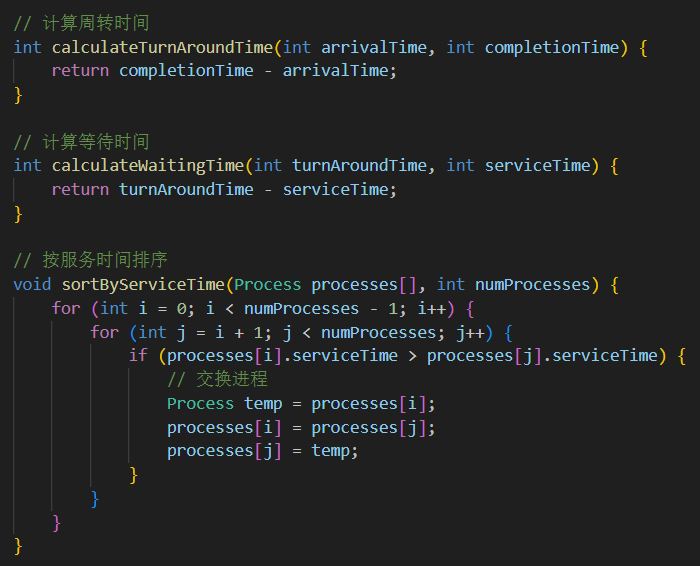 // 计算周转时间
int calculateTurnAroundTime(int arrivalTime, int completionTime) {
    return completionTime - arrivalTime;
}

// 计算等待时间
int calculateWaitingTime(int turnAroundTime, int serviceTime) {
    return turnAroundTime - serviceTime;
}

// 按服务时间排序
void sortByServiceTime(Process processes[], int numProcesses) {
    for (int i = 0; i < numProcesses - 1; i++) {
        for (int j = i + 1; j < numProcesses; j++) {
            if (processes[i].serviceTime > processes[j].serviceTime) {
                // 交换进程
                Process temp = processes[i];
                processes[i] = processes[j];
                processes[j] = temp;
            }
        }
    }
}